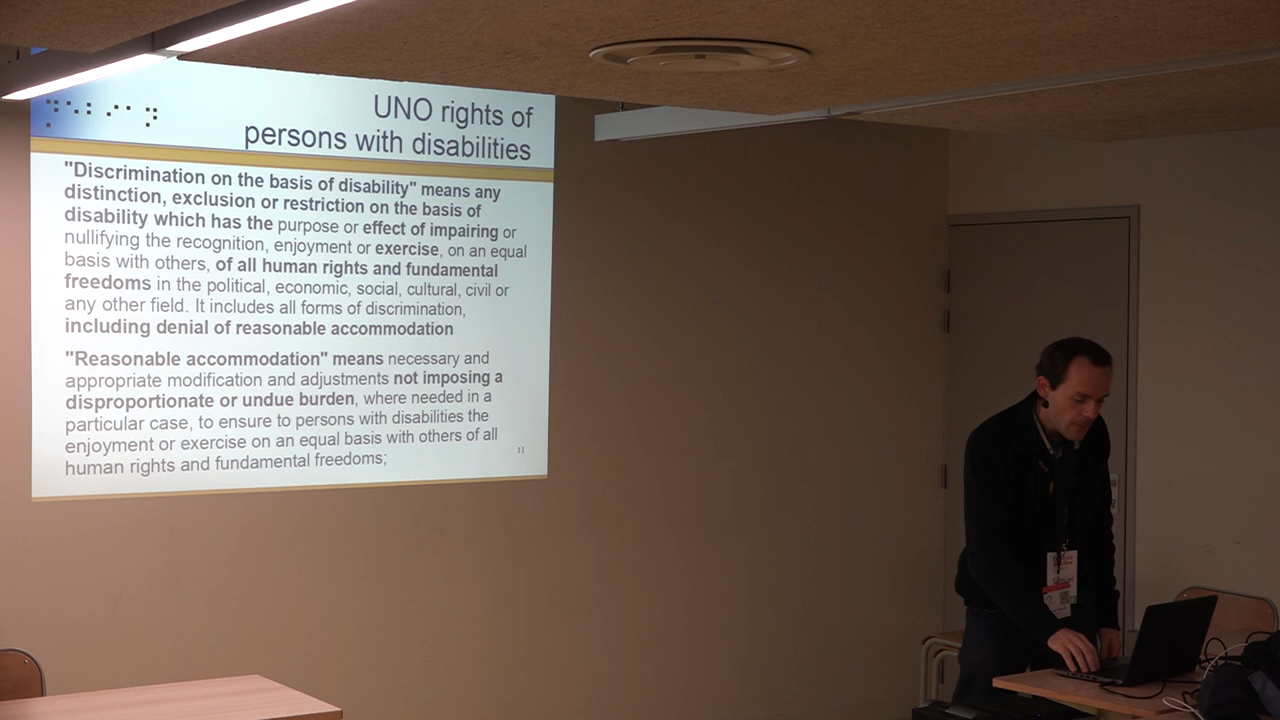 UNO rights of
persons with disabilities
"Discrimination on the basis of disability" means any
distinction, exclusion or restriction on the basis of
disability which has the purpose or effect of impairing or
nullifying the recognition, enjoyment or exercise, on an equal
basis with others, of all human rights and fundamental
freedoms in the political, economic, social, cultural, civil or
any other field. It includes all forms of discrimination,
including denial of reasonable accommodation
"Reasonable accommodation" means necessary and
appropriate modification and adjustments not imposing a
disproportionate or undue burden, where needed in a
particular case, to ensure to persons with disabilities the
enjoyment or exercise on an equal basis with others of all
human rights and fundamental freedoms;
11